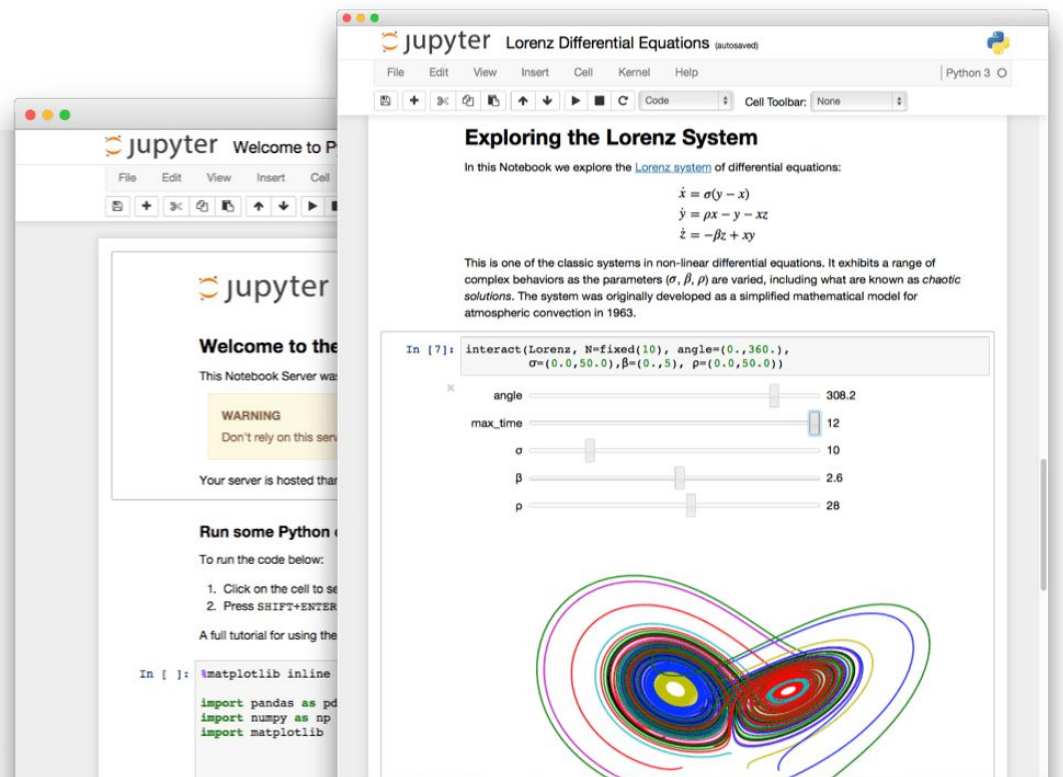 jupyter Lorenz Differential Equations (autosaved)
File Edit View Insert Cell Kernel Help Python 3
Code Cell Toolbar: None
Exploring the Lorenz System
In this Notebook we explore the Lorenz system of differential equations:
ẋ = σ(y − x)
ẏ = ρx − y − xz
ż = −βz + xy
This is one of the classic systems in non-linear differential equations. It exhibits a range of
complex behaviors as the parameters (σ, β, ρ) are varied, including what are known as chaotic
solutions. The system was originally developed as a simplified mathematical model for
atmospheric convection in 1963.
In [7]: interact(Lorenz, N=fixed(10), angle=(0.,360.),
σ=(0.0,50.0),β=(0.,5), ρ=(0.0,50.0))
angle 308.2
max_time 12
σ 10
β 2.6
ρ 28
jupyter Welcome to P
File Edit View Insert Cell
jupyter
Welcome to the
This Notebook Server was
WARNING
Don't rely on this serv
Your server is hosted than
Run some Python
To run the code below:
1. Click on the cell to se
2. Press SHIFT+ENTER
A full tutorial for using the
In [ ]: %matplotlib inline
import pandas as pd
import numpy as np
import matplotlib